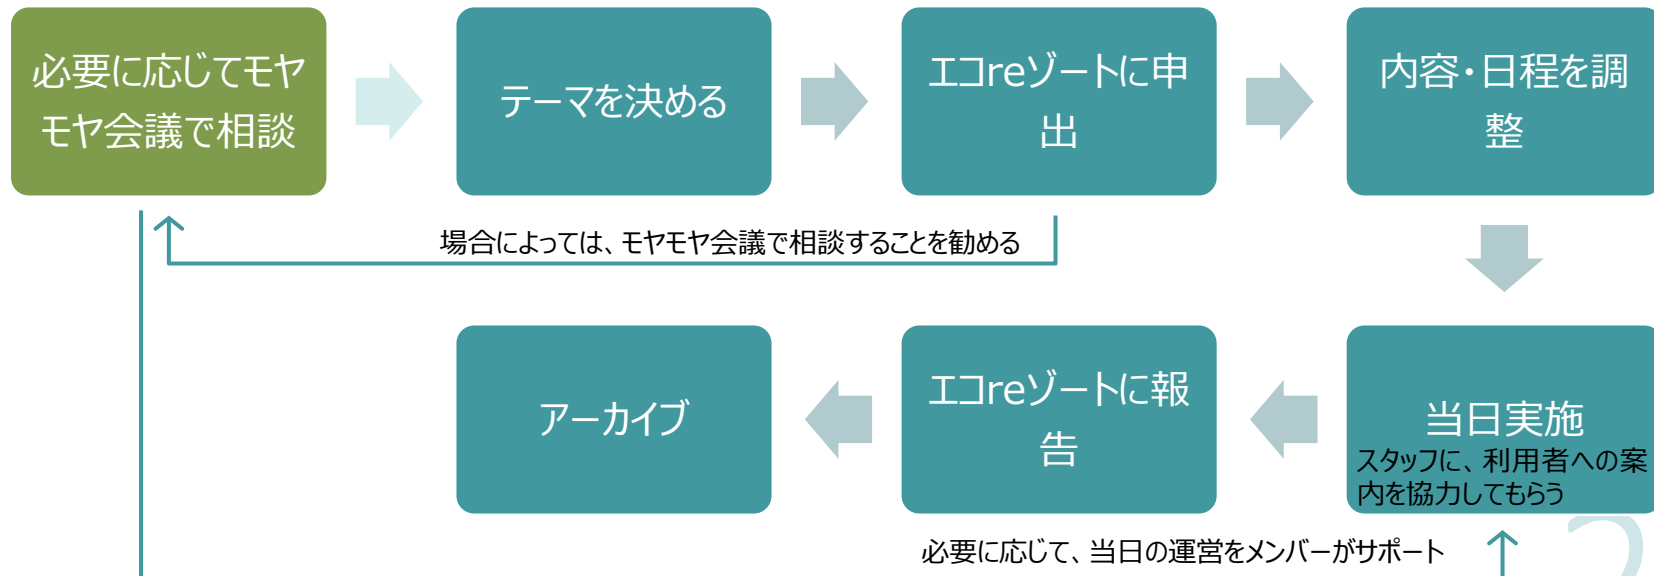 必要に応じてモヤ
モヤ会議で相談
テーマを決める
エコreゾートに申
出
内容・日程を調
整
場合によっては、モヤモヤ会議で相談することを勧める
アーカイブ
エコreゾートに報
告
当日実施
スタッフに、利用者への案
内を協力してもらう
必要に応じて、当日の運営をメンバーがサポート
2